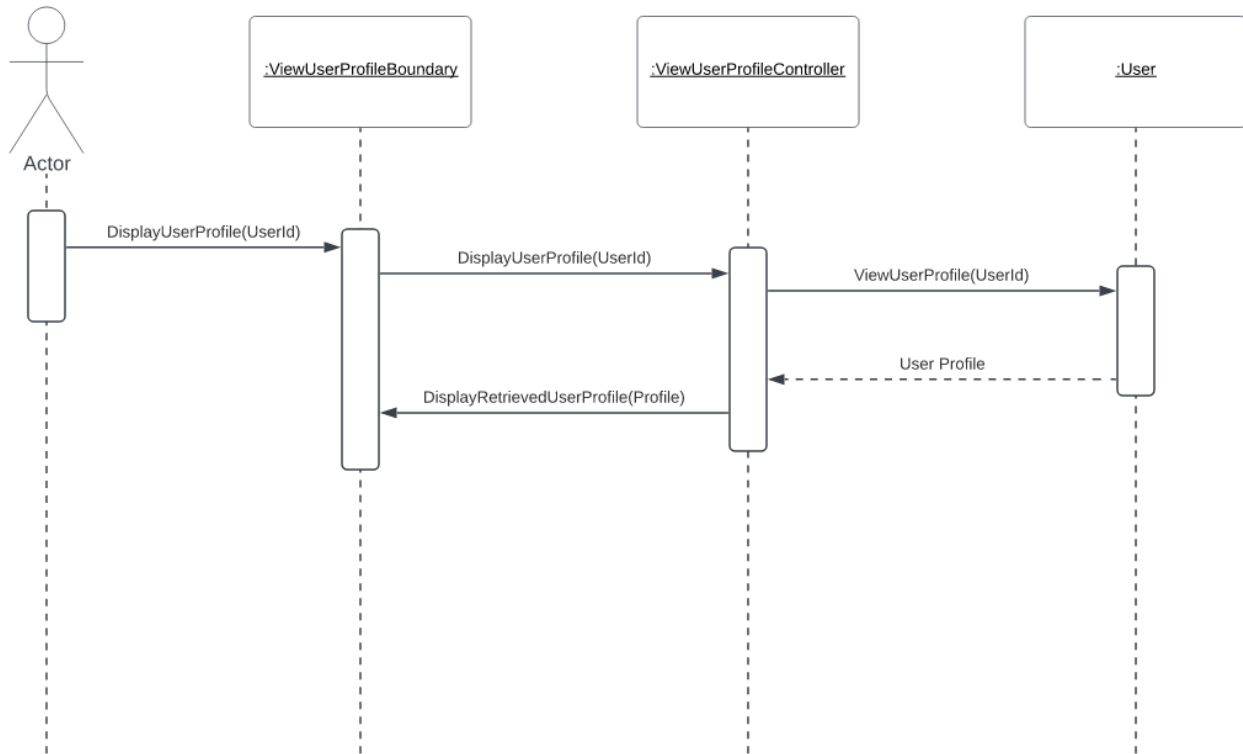 :ViewUserProfileBoundary
:ViewUserProfileController
:User
Actor
DisplayUserProfile(UserId)
DisplayUserProfile(UserId)
ViewUserProfile(UserId)
User Profile
DisplayRetrievedUserProfile(Profile)